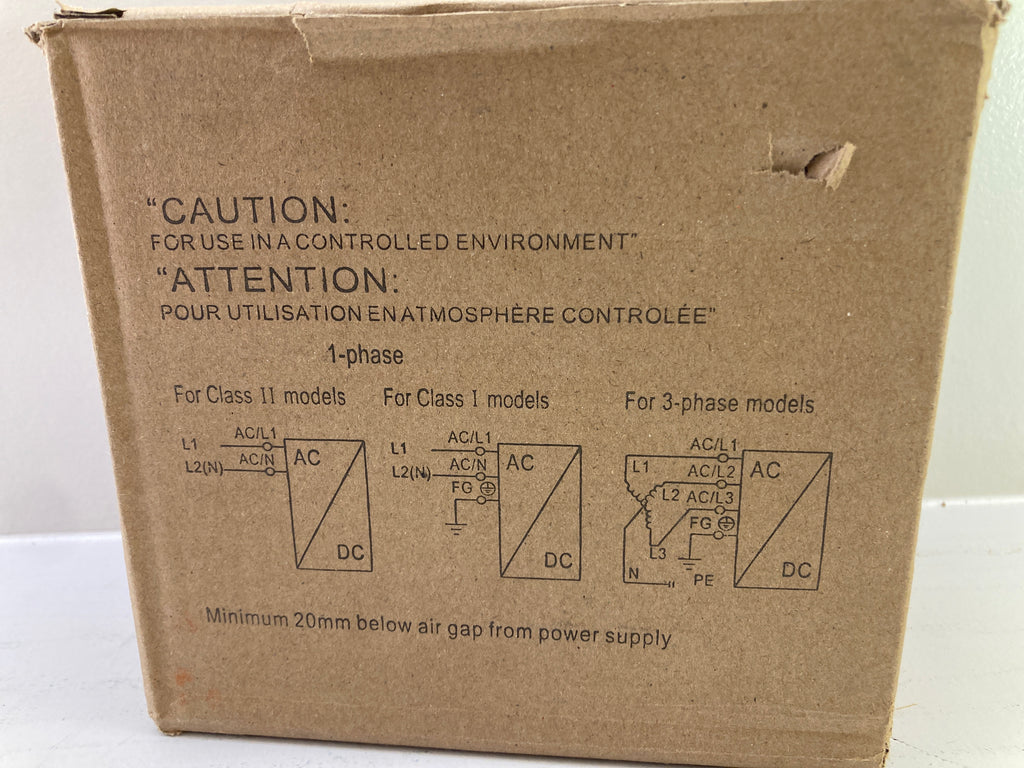 “CAUTION:
FOR USE IN A CONTROLLED ENVIRONMENT”
“ATTENTION:
POUR UTILISATION EN ATMOSPHÈRE CONTROLÉE”
1-phase
For Class II models
L1 AC/L1
L2(N) AC/N
AC
DC
For Class I models
L1 AC/L1
L2(N) AC/N
FG
AC
DC
For 3-phase models
AC/L1
L1 AC/L2
L2 AC/L3
FG
L3
N PE
AC
DC
Minimum 20mm below air gap from power supply